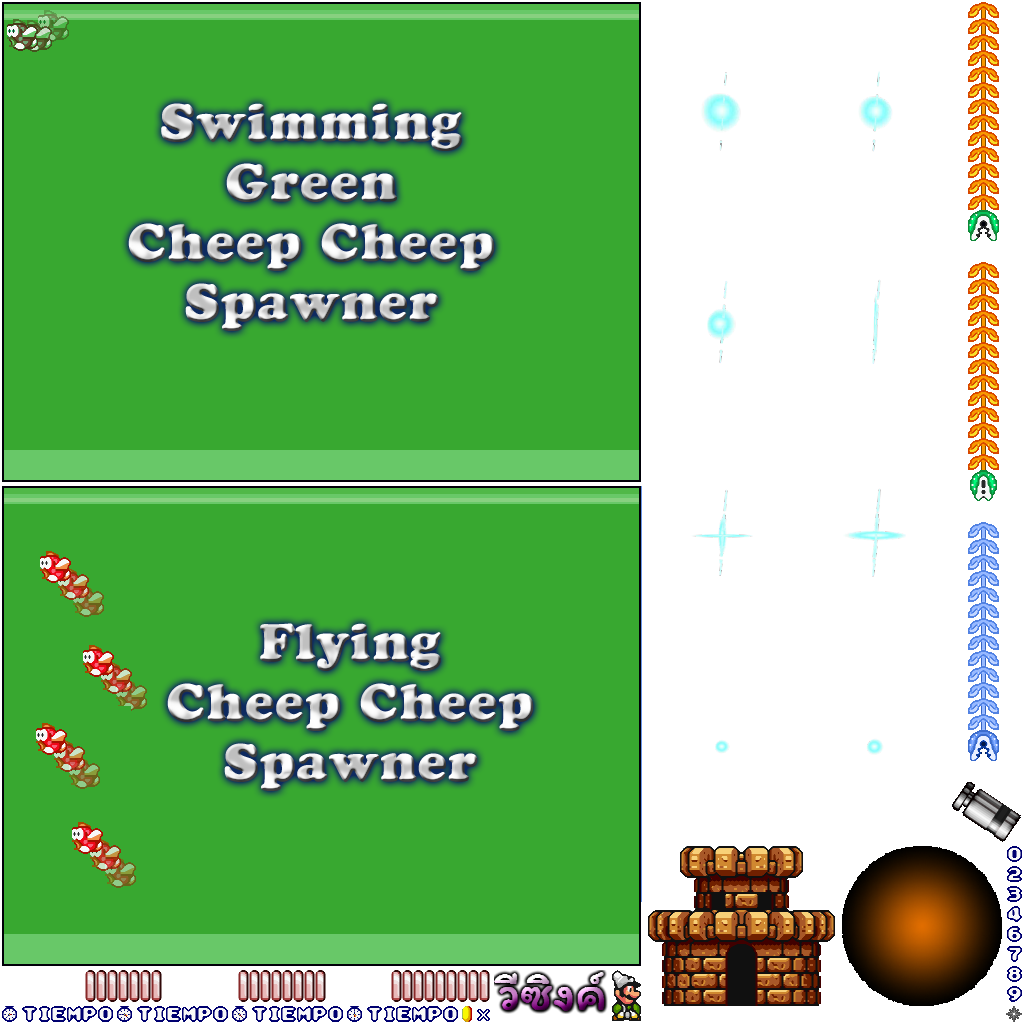 Swimming
Green
Cheep Cheep
Spawner
Flying
Cheep Cheep
Spawner
0
2
3
4
6
7
8
9
วีซิงค์
TIEMPO TIEMPO TIEMPO TIEMPO x